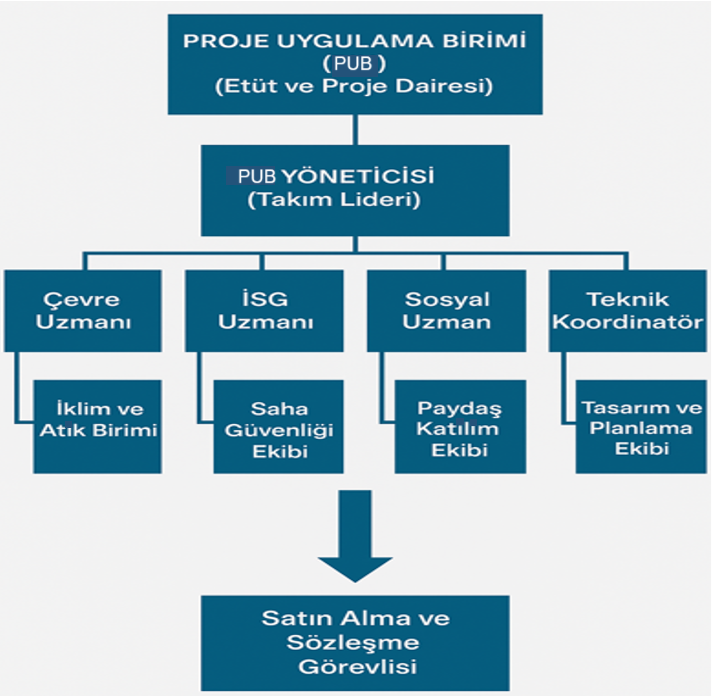 PROJE UYGULAMA BİRİMİ
(PUB)
(Etüt ve Proje Dairesi)
PUB YÖNETİCİSİ
(Takım Lideri)
Çevre
Uzmanı
İSG
Uzmanı
Sosyal
Uzman
Teknik
Koordinatör
İklim ve
Atık Birimi
Saha
Güvenliği
Ekibi
Paydaş
Katılım
Ekibi
Tasarım ve
Planlama
Ekibi
Satın Alma ve
Sözleşme
Görevlisi